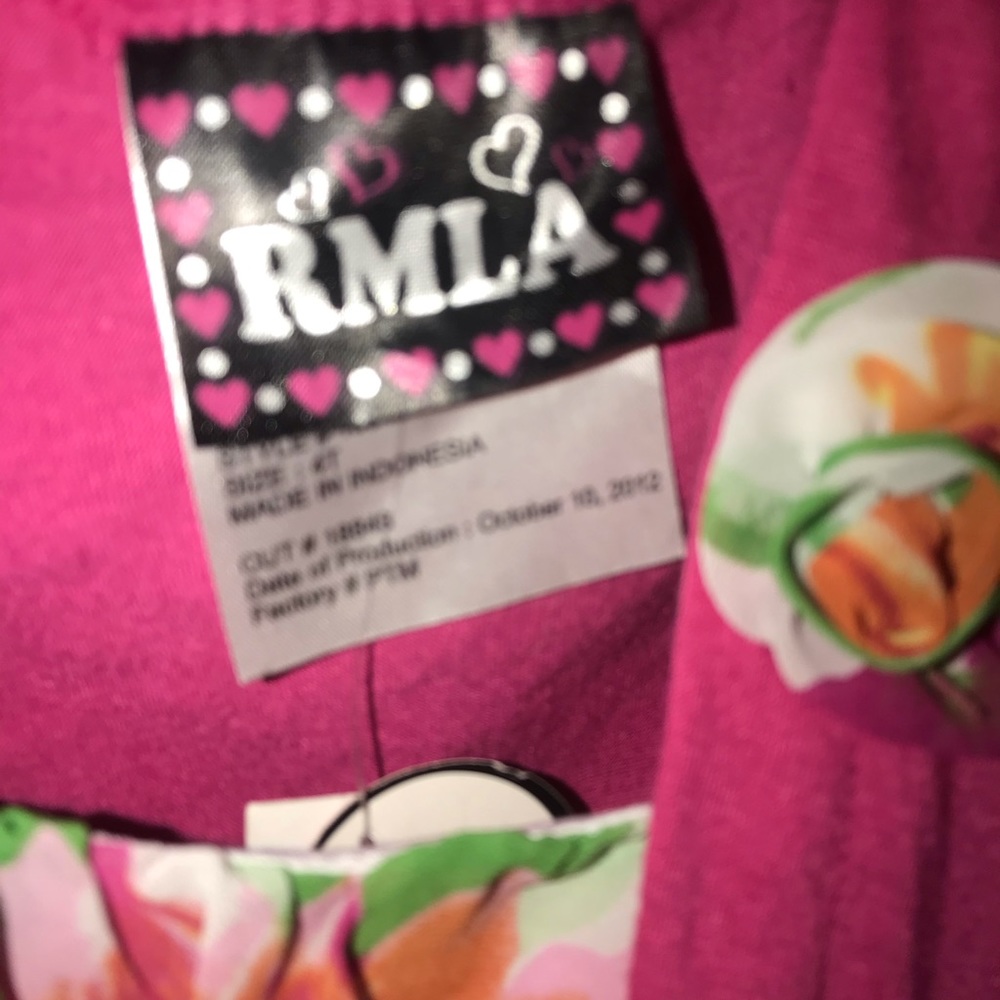 RMLA
SIZE : 4T
MADE IN INDONESIA
CUT #
Date of Production : October 2012
Factory # PTM